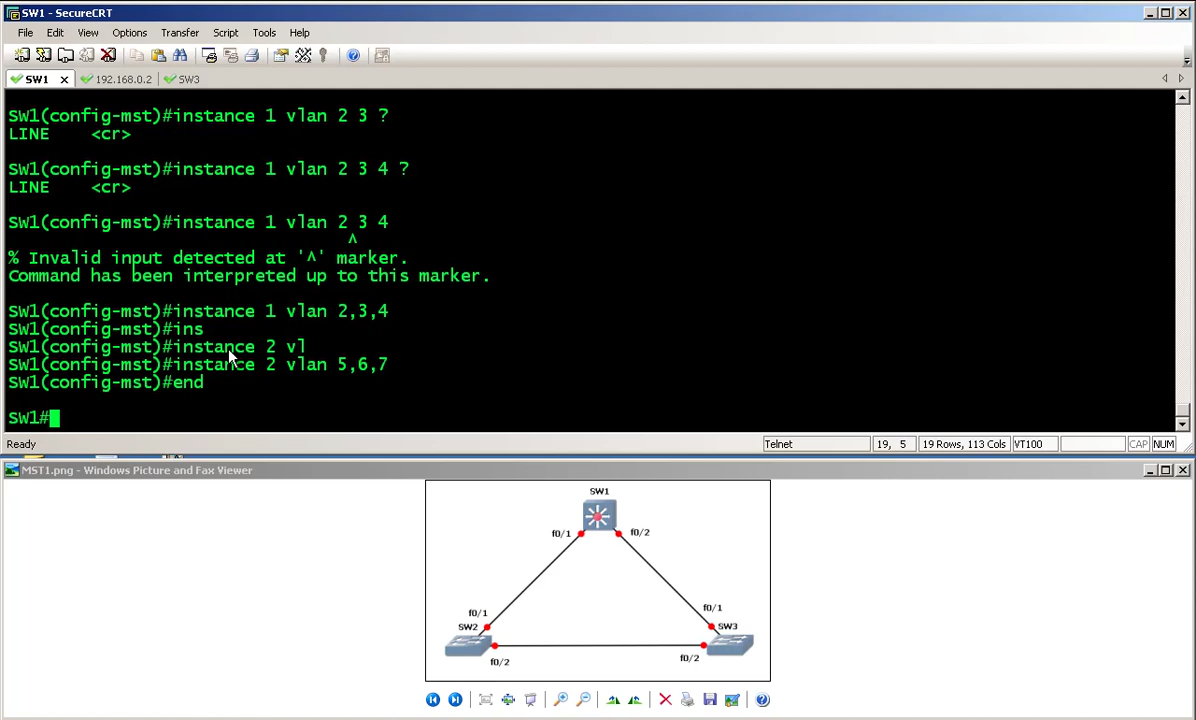 SW1 - SecureCRT
File Edit View Options Transfer Script Tools Help
SW1 192.168.0.2 SW3
SW1(config-mst)#instance 1 vlan 2 3 ?
LINE <cr>
SW1(config-mst)#instance 1 vlan 2 3 4 ?
LINE <cr>
SW1(config-mst)#instance 1 vlan 2 3 4
^
% Invalid input detected at '^' marker.
Command has been interpreted up to this marker.
SW1(config-mst)#instance 1 vlan 2,3,4
SW1(config-mst)#ins
SW1(config-mst)#instance 2 vl
SW1(config-mst)#instance 2 vlan 5,6,7
SW1(config-mst)#end
SW1#
Ready Telnet 19, 5 19 Rows, 113 Cols VT100 CAP NUM
MST1.png - Windows Picture and Fax Viewer
SW1
f0/1 f0/2
f0/1 f0/1
SW2 SW3
f0/2 f0/2